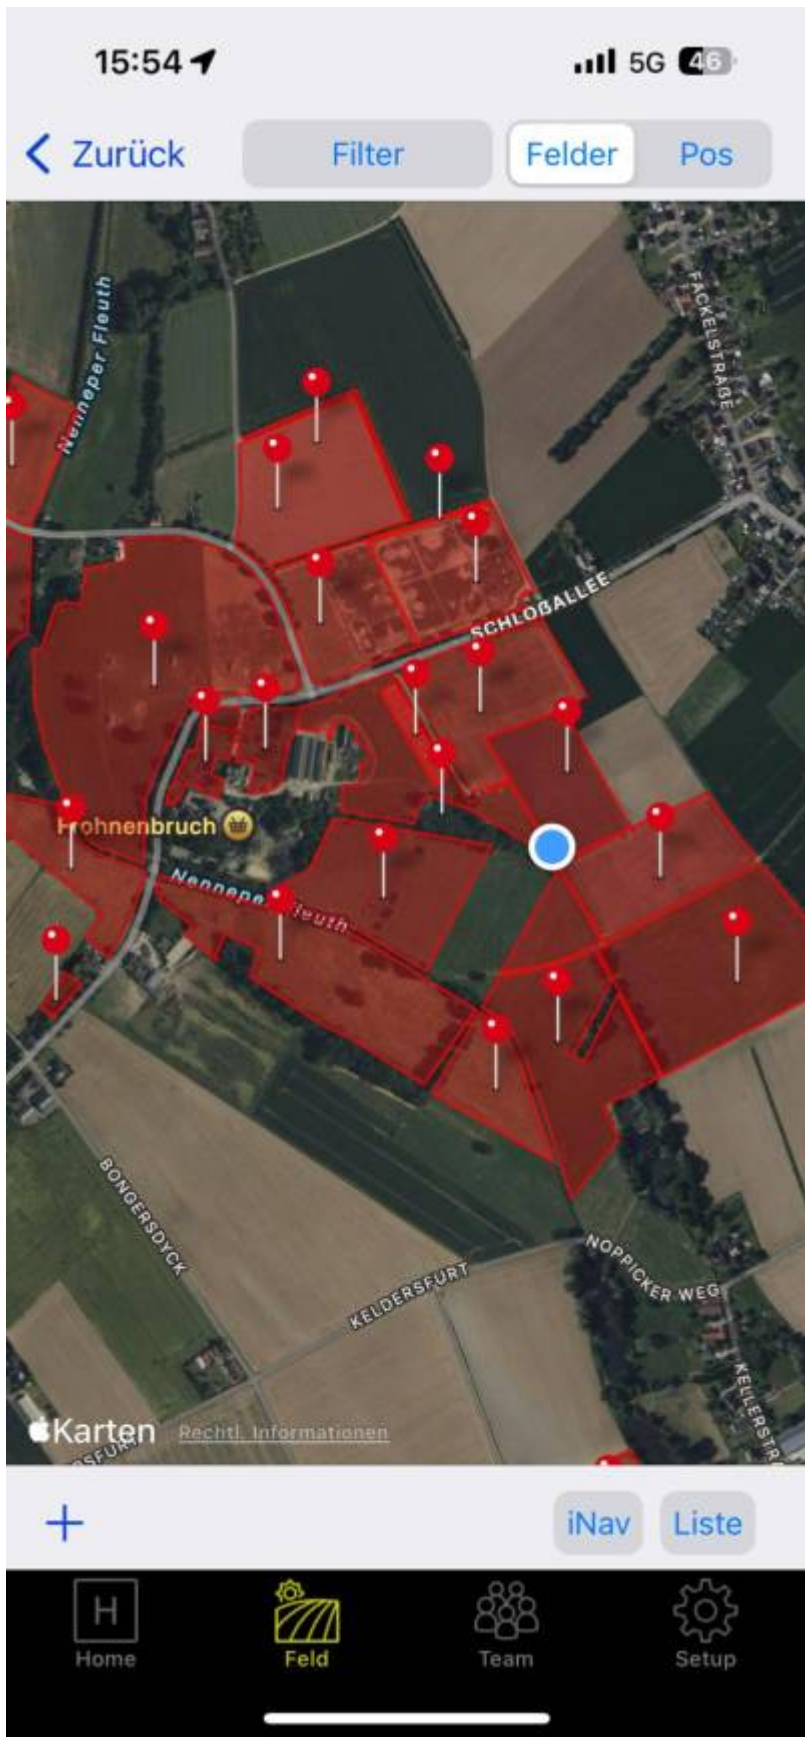 15:54
5G 46
Zurück
Filter
Felder
Pos
Nenneper Fleuth
FACKELSTRAßE
SCHLOßALLEE
Frohnenbruch
Nenneper Fleuth
BONGERSDYCK
KELDERSFURT
NOPPICKER WEG
Karten
Rechtl. Informationen
+
iNav
Liste
H
Home
Feld
Team
Setup